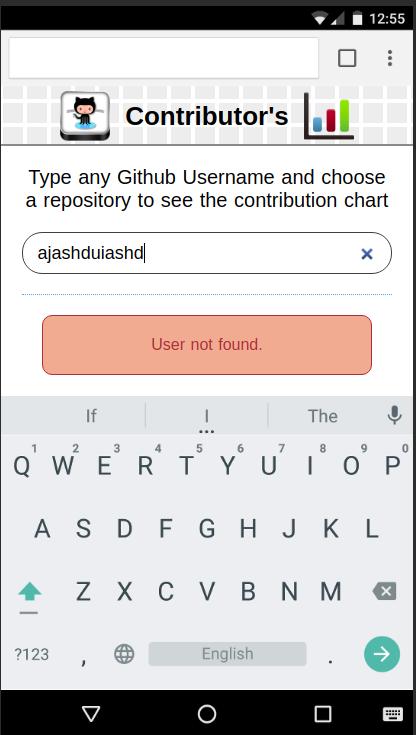 12:55
Contributor's
Type any Github Username and choose
a repository to see the contribution chart
ajashduiashd
User not found.
If I The
1 2 3 4 5 6 7 8 9 0
Q W E R T Y U I O P
A S D F G H J K L
Z X C V B N M
?123 , English .